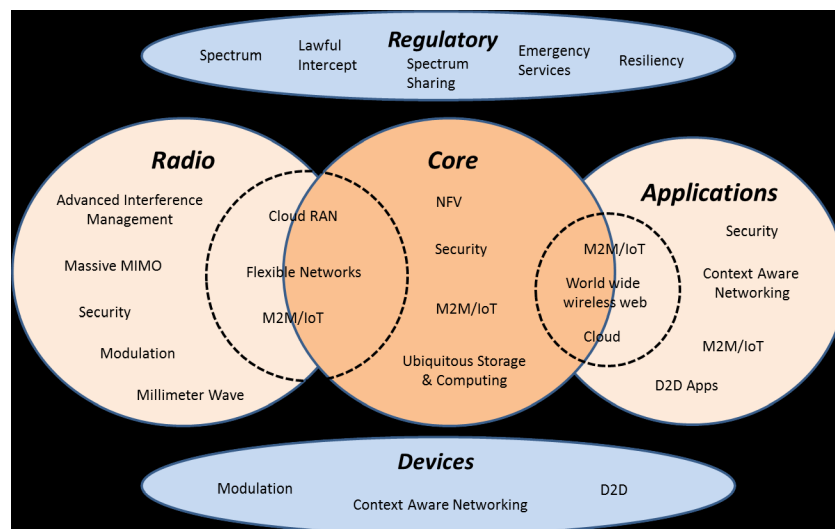 Regulatory
Spectrum
Lawful
Intercept
Spectrum
Sharing
Emergency
Services
Resiliency
Radio
Advanced Interference
Management
Massive MIMO
Security
Modulation
Millimeter Wave
Cloud RAN
Flexible Networks
M2M/IoT
Core
NFV
Security
M2M/IoT
Ubiquitous Storage
& Computing
M2M/IoT
World wide
wireless web
Cloud
Applications
Security
Context Aware
Networking
M2M/IoT
D2D Apps
Devices
Modulation
Context Aware Networking
D2D